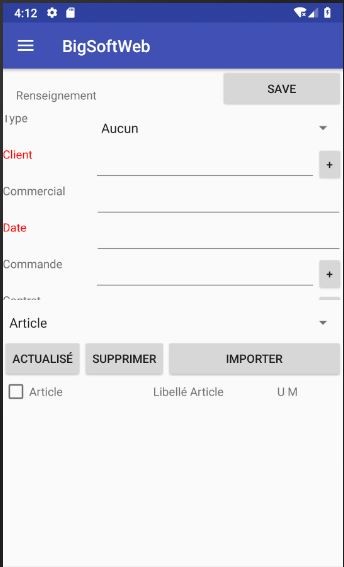 4:12
BigSoftWeb
Renseignement
SAVE
Type
Aucun
Client
+
Commercial
Date
Commande
+
Contrat
Article
ACTUALISÉ SUPPRIMER IMPORTER
Article Libellé Article U M